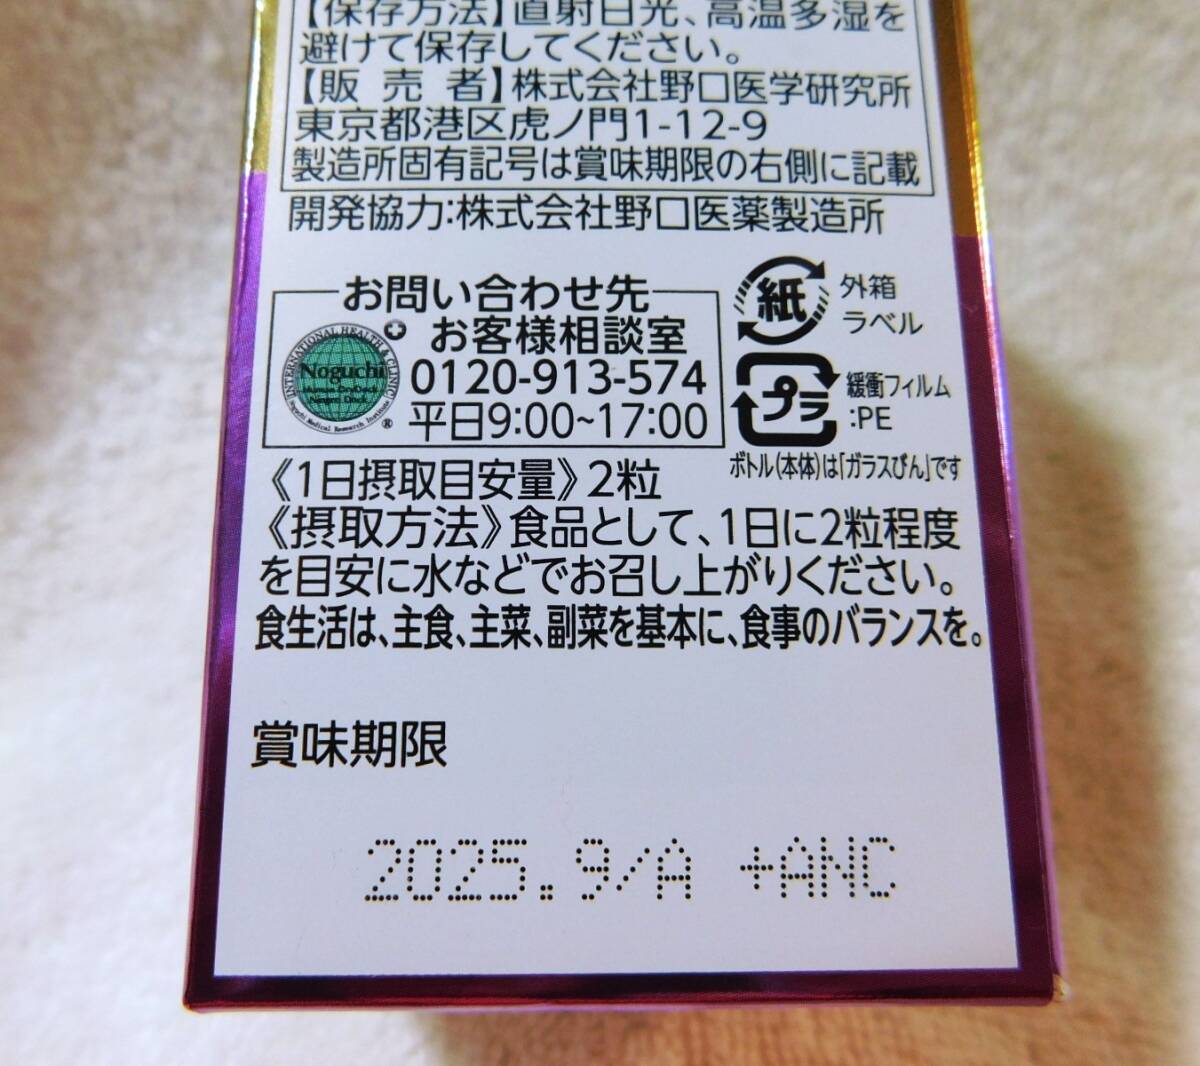 【保存方法】直射日光、高温多湿を
避けて保存してください。
【販売者】株式会社野口医学研究所
東京都港区虎ノ門1-12-9
製造所固有記号は賞味期限の右側に記載
開発協力:株式会社野口医薬製造所
お問い合わせ先
お客様相談室
0120-913-574
平日9:00~17:00
INTERNATIONAL HEALTH & CLINIC
Noguchi
Noguchi Medical Research Institute
®
紙
外箱
ラベル
プラ
緩衝フィルム
:PE
ボトル(本体)は「ガラスびん」です
《1日摂取目安量》2粒
《摂取方法》食品として、1日に2粒程度
を目安に水などでお召し上がりください。
食生活は、主食、主菜、副菜を基本に、食事のバランスを。
賞味期限
2025.9/A +ANC